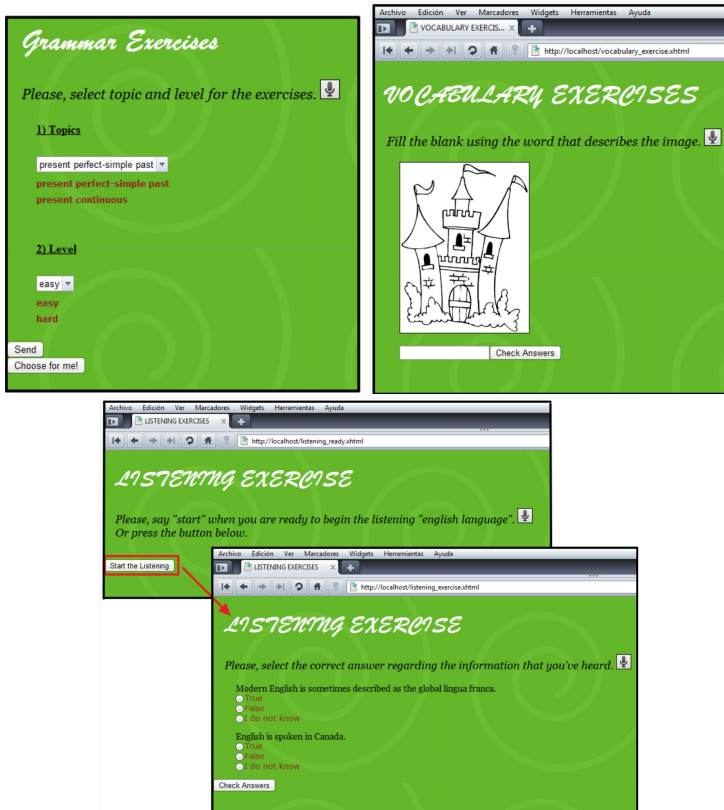 Grammar Exercises
Please, select topic and level for the exercises.
1) Topics
present perfect-simple past
present perfect-simple past
present continuous
2) Level
easy
easy
hard
Send
Choose for me!
Archivo Edición Ver Marcadores Widgets Herramientas Ayuda
VOCABULARY EXERCIS... x +
http://localhost/vocabulary_exercise.xhtml
VOCABULARY EXERCISES
Fill the blank using the word that describes the image.
Check Answers
Archivo Edición Ver Marcadores Widgets Herramientas Ayuda
LISTENING EXERCISES x +
http://localhost/listening_ready.xhtml
LISTENING EXERCISE
Please, say "start" when you are ready to begin the listening "english language".
Or press the button below.
Start the Listening
Archivo Edición Ver Marcadores Widgets Herramientas Ayuda
LISTENING EXERCISES x +
http://localhost/listening_exercise.xhtml
LISTENING EXERCISE
Please, select the correct answer regarding the information that you've heard.
Modern English is sometimes described as the global lingua franca.
True
False
I do not know
English is spoken in Canada.
True
False
I do not know
Check Answers